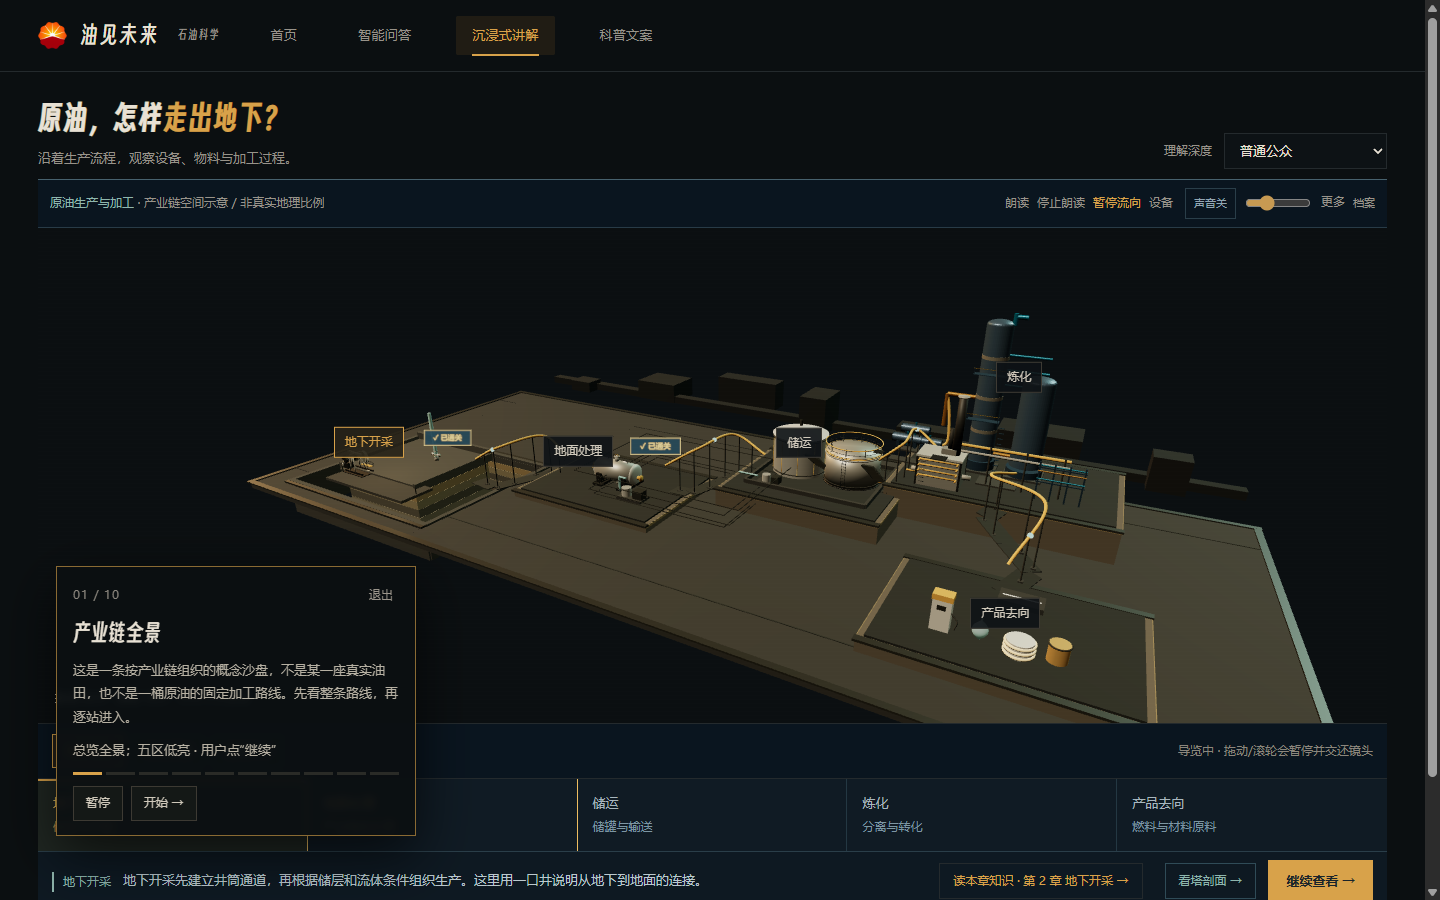 油见未来 石油科学 首页 智能问答 沉浸式讲解 科普文案
原油，怎样走出地下？
沿着生产流程，观察设备、物料与加工过程。
理解深度 普通公众
原油生产与加工 · 产业链空间示意 / 非真实地理比例
朗读 停止朗读 暂停流向 设备 声音关 更多 档案
炼化
地下开采
✓ 已通关
地面处理
✓ 已通关
储运
产品去向
01 / 10 退出
产业链全景
这是一条按产业链组织的概念沙盘，不是某一座真实油
田，也不是一桶原油的固定加工路线。先看整条路线，再
逐站进入。
总览全景；五区低亮 · 用户点“继续”
暂停 开始 →
导览中 · 拖动/滚轮会暂停并交还镜头
储运
储罐与输送
炼化
分离与转化
产品去向
燃料与材料原料
地下开采 地下开采先建立井筒通道，再根据储层和流体条件组织生产。这里用一口井说明从地下到地面的连接。
读本章知识 · 第 2 章 地下开采 → 看塔剖面 → 继续查看 →